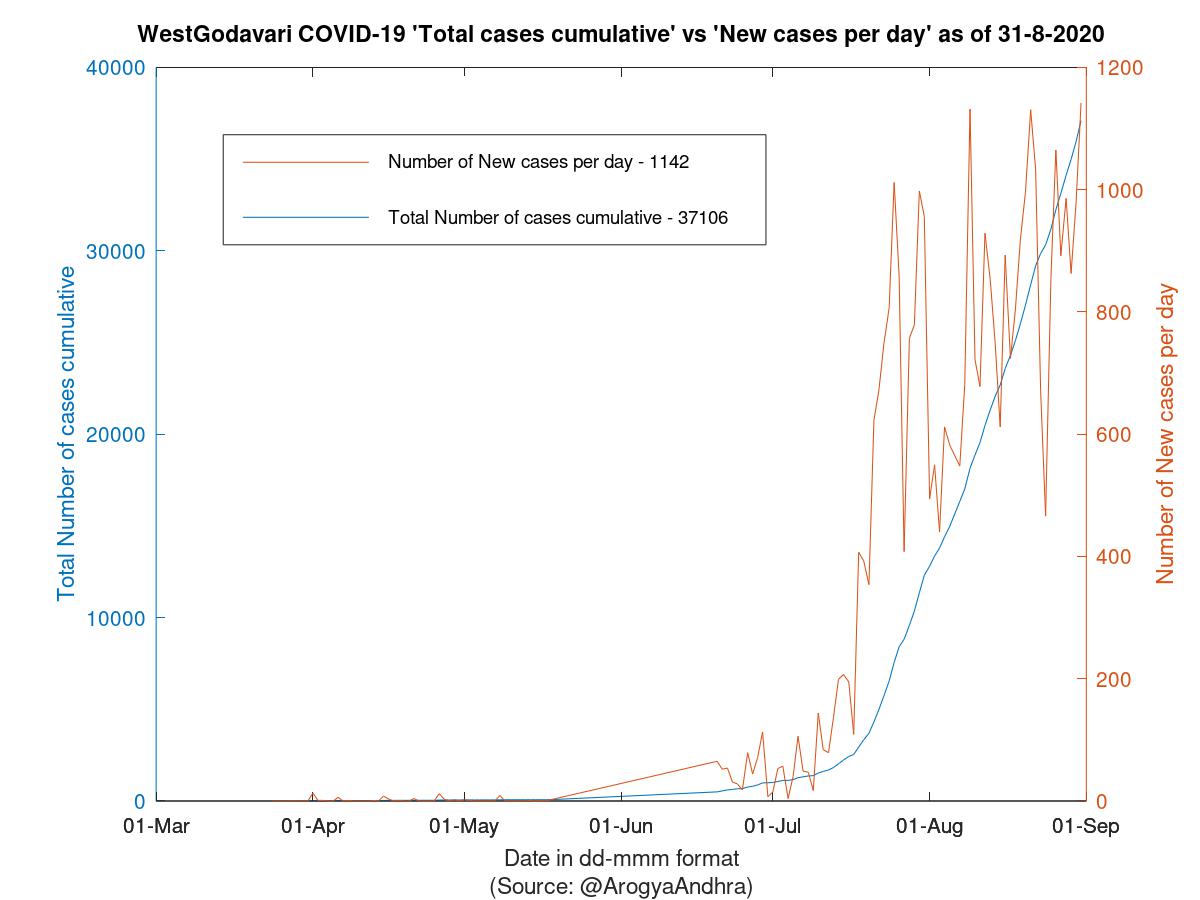 WestGodavari COVID-19 'Total cases cumulative' vs 'New cases per day' as of 31-8-2020
40000
30000
20000
10000
0
Total Number of cases cumulative
Number of New cases per day - 1142
Total Number of cases cumulative - 37106
1200
1000
800
600
400
200
0
Number of New cases per day
01-Mar 01-Apr 01-May 01-Jun 01-Jul 01-Aug 01-Sep
Date in dd-mmm format
(Source: @ArogyaAndhra)